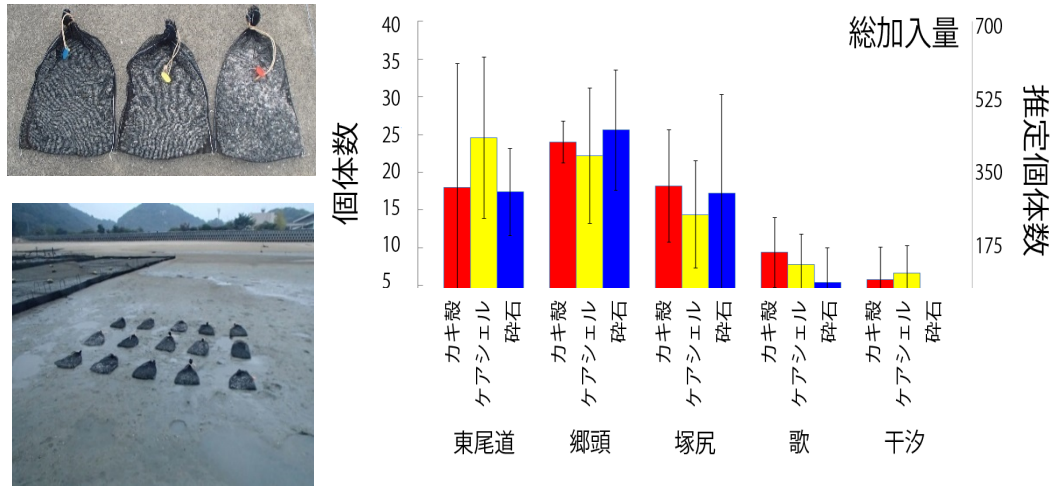 総加入量
個体数
40
35
30
25
20
15
10
5
700
525
350
175
推定個体数
カキ殻
ケアシェル
砕石
カキ殻
ケアシェル
砕石
カキ殻
ケアシェル
砕石
カキ殻
ケアシェル
砕石
カキ殻
ケアシェル
砕石
東尾道
郷頭
塚尻
歌
干汐